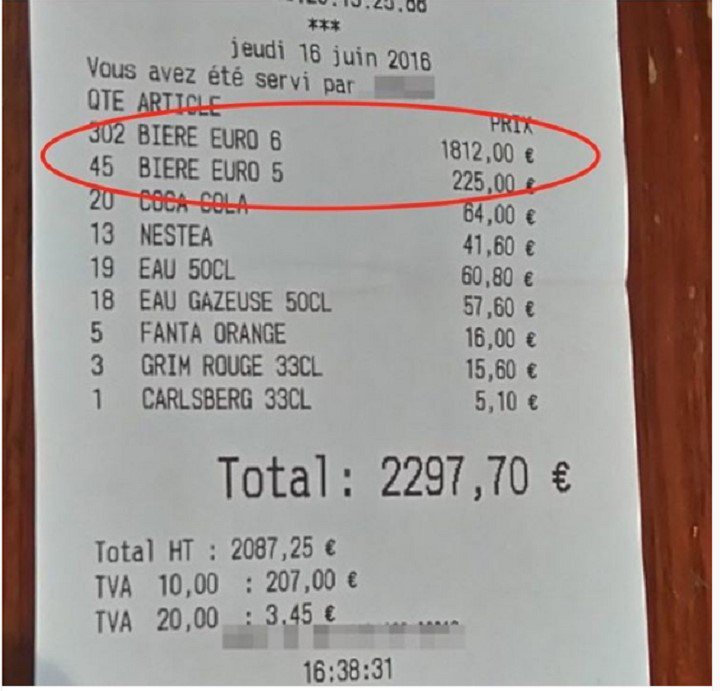 ***
jeudi 16 juin 2016
Vous avez été servi par
QTE ARTICLE PRIX
302 BIERE EURO 6 1812,00 €
45 BIERE EURO 5 225,00 €
20 COCA COLA 64,00 €
13 NESTEA 41,60 €
19 EAU 50CL 60,80 €
18 EAU GAZEUSE 50CL 57,60 €
5 FANTA ORANGE 16,00 €
3 GRIM ROUGE 33CL 15,60 €
1 CARLSBERG 33CL 5,10 €
Total: 2297,70 €
Total HT : 2087,25 €
TVA 10,00 : 207,00 €
TVA 20,00 : 3,45 €
16:38:31